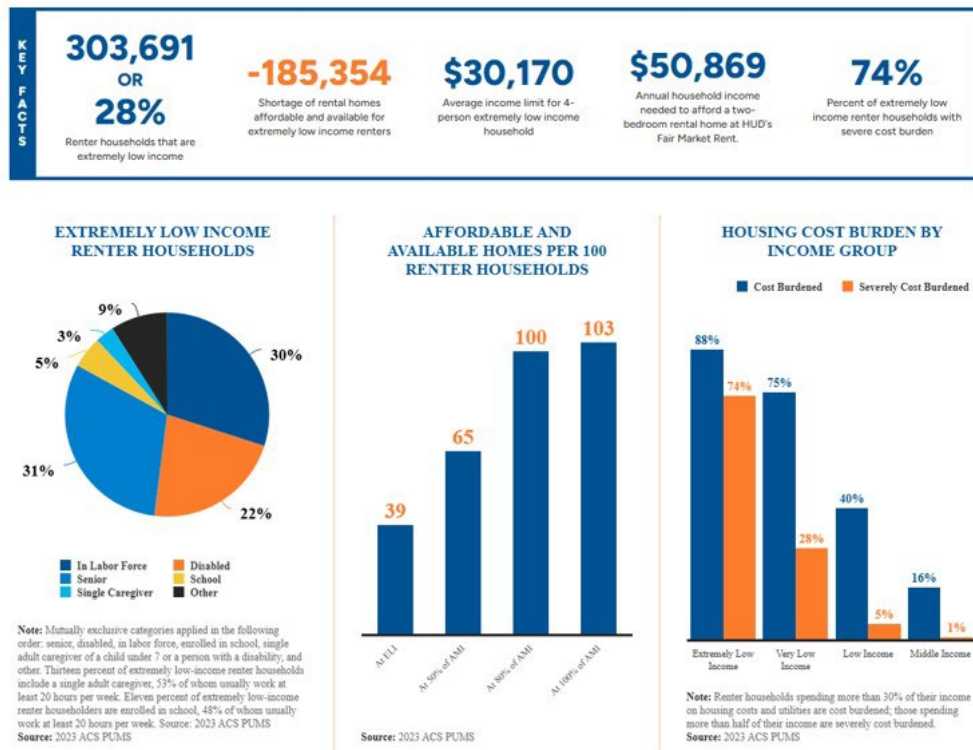 KEY FACTS
303,691
OR
28%
Renter households that are
extremely low income
-185,354
Shortage of rental homes
affordable and available for
extremely low income renters
$30,170
Average income limit for 4-
person extremely low income
household
$50,869
Annual household income
needed to afford a two-
bedroom rental home at HUD's
Fair Market Rent.
74%
Percent of extremely low
income renter households with
severe cost burden
EXTREMELY LOW INCOME
RENTER HOUSEHOLDS
9%
3%
5%
30%
31%
22%
In Labor Force
Disabled
Senior
School
Single Caregiver
Other
Note: Mutually exclusive categories applied in the following
order: senior, disabled, in labor force, enrolled in school, single
adult caregiver of a child under 7 or a person with a disability, and
other. Thirteen percent of extremely low-income renter households
include a single adult caregiver, 53% of whom usually work at
least 20 hours per week. Eleven percent of extremely low-income
renter householders are enrolled in school, 48% of whom usually
work at least 20 hours per week. Source: 2023 ACS PUMS
Source: 2023 ACS PUMS
AFFORDABLE AND
AVAILABLE HOMES PER 100
RENTER HOUSEHOLDS
39
65
100
103
At ELI
At 50% of AMI
At 80% of AMI
At 100% of AMI
Source: 2023 ACS PUMS
HOUSING COST BURDEN BY
INCOME GROUP
Cost Burdened
Severely Cost Burdened
88%
74%
75%
28%
40%
5%
16%
1%
Extremely Low
Income
Very Low
Income
Low Income
Middle Income
Note: Renter households spending more than 30% of their income
on housing costs and utilities are cost burdened; those spending
more than half of their income are severely cost burdened.
Source: 2023 ACS PUMS